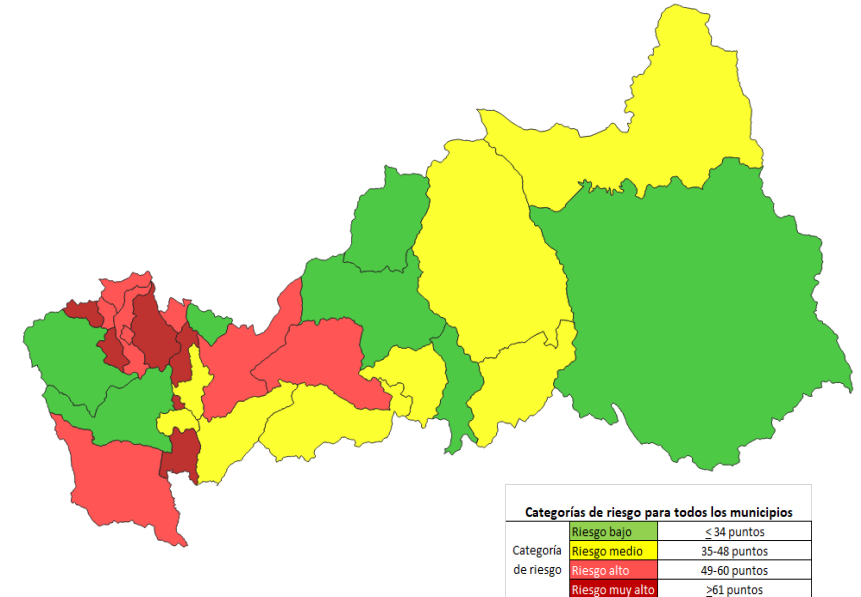 Categorías de riesgo para todos los municipios
Categoría de riesgo
Riesgo bajo ≤ 34 puntos
Riesgo medio 35-48 puntos
Riesgo alto 49-60 puntos
Riesgo muy alto ≥61 puntos